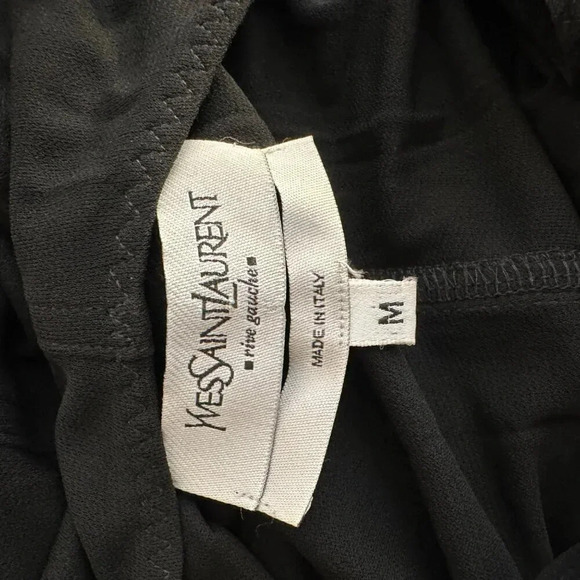 YVESSAINTLAURENT
rive gauche
MADE IN ITALY
M